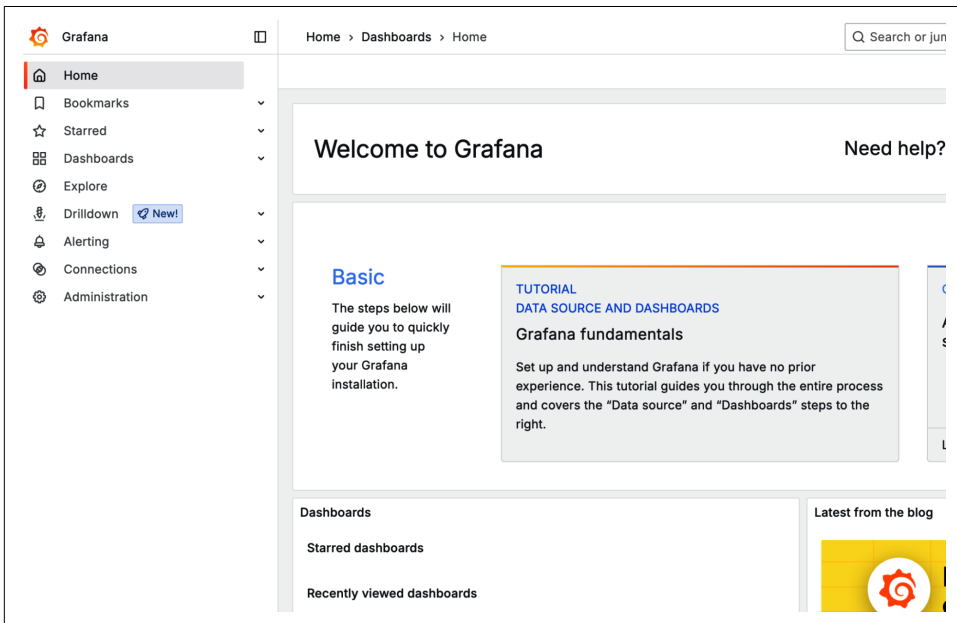 Grafana
Home › Dashboards › Home
Search or jum
Home
Bookmarks
Starred
Dashboards
Explore
Drilldown New!
Alerting
Connections
Administration
Welcome to Grafana
Need help?
Basic
The steps below will
guide you to quickly
finish setting up
your Grafana
installation.
TUTORIAL
DATA SOURCE AND DASHBOARDS
Grafana fundamentals
Set up and understand Grafana if you have no prior
experience. This tutorial guides you through the entire process
and covers the “Data source” and “Dashboards” steps to the
right.
Dashboards
Starred dashboards
Recently viewed dashboards
Latest from the blog